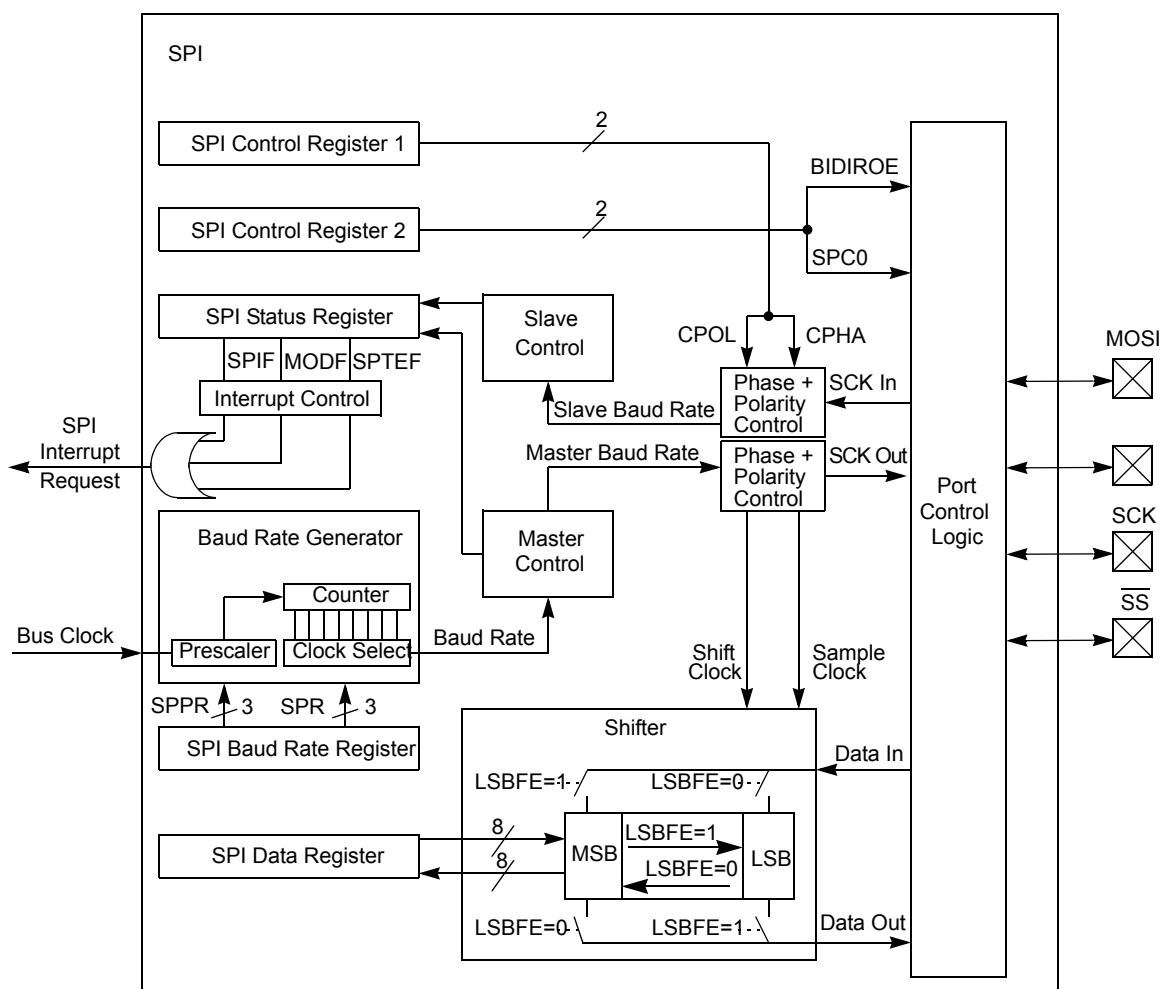 SPI
SPI Control Register 1
2
SPI Control Register 2
2
BIDIROE
SPC0
SPI Status Register
Slave
Control
CPOL
CPHA
SPIF
MODF
SPTEF
Interrupt Control
SPI
Interrupt
Request
Slave Baud Rate
Phase +
Polarity
Control
SCK In
Master Baud Rate
Phase +
Polarity
Control
SCK Out
Port
Control
Logic
MOSI
SCK
SS
Baud Rate Generator
Counter
Prescaler
Clock Select
Bus Clock
Baud Rate
Master
Control
SPPR
3
SPR
3
SPI Baud Rate Register
Shift
Clock
Sample
Clock
Shifter
LSBFE=1
LSBFE=0
Data In
SPI Data Register
8
8
MSB
LSBFE=1
LSBFE=0
LSB
LSBFE=0
LSBFE=1
Data Out